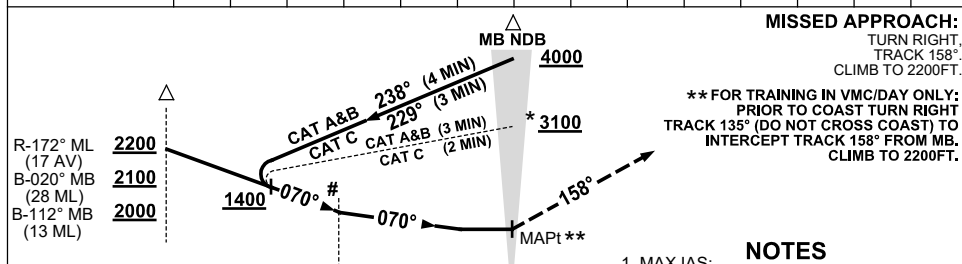 MISSED APPROACH:
TURN RIGHT,
TRACK 158°.
CLIMB TO 2200FT.
**FOR TRAINING IN VMC/DAY ONLY:
PRIOR TO COAST TURN RIGHT
TRACK 135° (DO NOT CROSS COAST) TO
INTERCEPT TRACK 158° FROM MB.
CLIMB TO 2200FT.
MB NDB
4000
238° (4 MIN)
CAT A&B
229° (3 MIN)
CAT C
CAT A&B (3 MIN)
CAT C (2 MIN)
* 3100
R-172° ML 2200
(17 AV)
B-020° MB 2100
(28 ML)
B-112° MB 2000
(13 ML)
1400
070°
#
070°
158°
MAPt **
NOTES
1. MAX IAS: